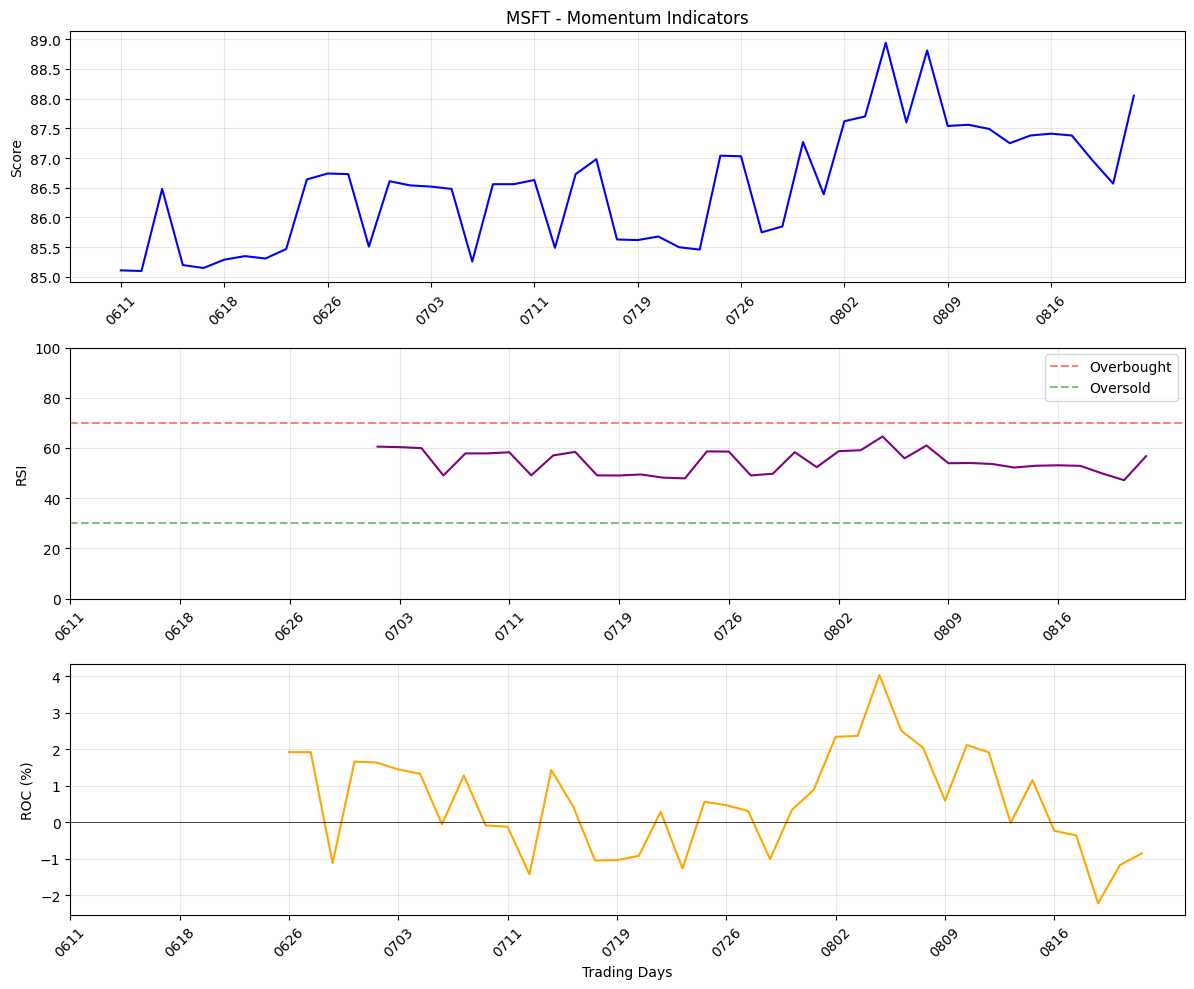 MSFT - Momentum Indicators
Score
89.0
88.5
88.0
87.5
87.0
86.5
86.0
85.5
85.0
0611 0618 0626 0703 0711 0719 0726 0802 0809 0816
RSI
100
80
60
40
20
0
Overbought
Oversold
0611 0618 0626 0703 0711 0719 0726 0802 0809 0816
ROC (%)
4
3
2
1
0
−1
−2
0611 0618 0626 0703 0711 0719 0726 0802 0809 0816
Trading Days